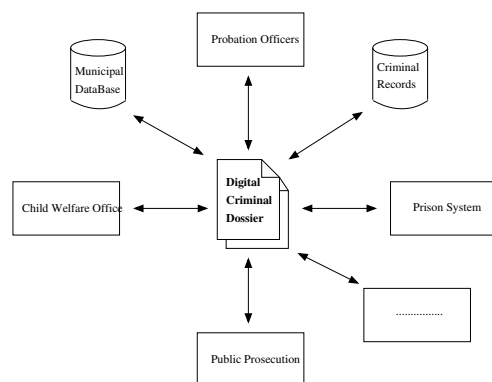 Probation Officers
Municipal
DataBase
Criminal
Records
Digital
Criminal
Dossier
Child Welfare Office
Prison System
................
Public Prosecution